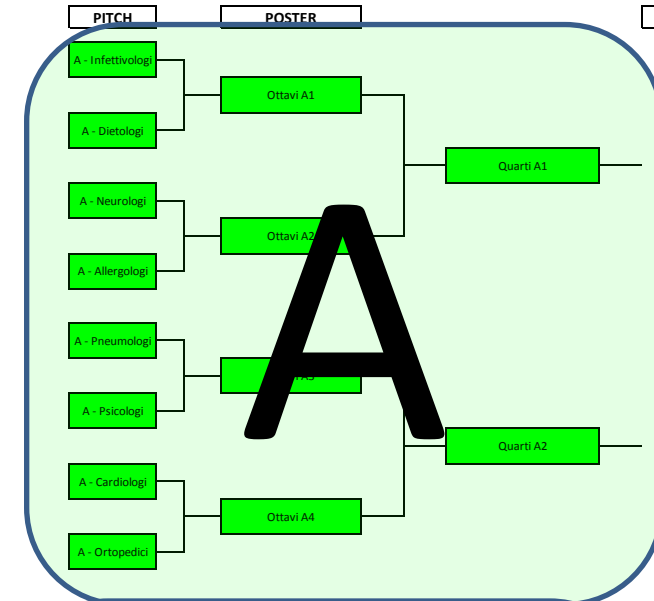 PITCH
POSTER
A - Infettivologi
Ottavi A1
A - Dietologi
Quarti A1
A - Neurologi
Ottavi A2
A - Allergologi
A
A - Pneumologi
A - Psicologi
Quarti A2
A - Cardiologi
Ottavi A4
A - Ortopedici